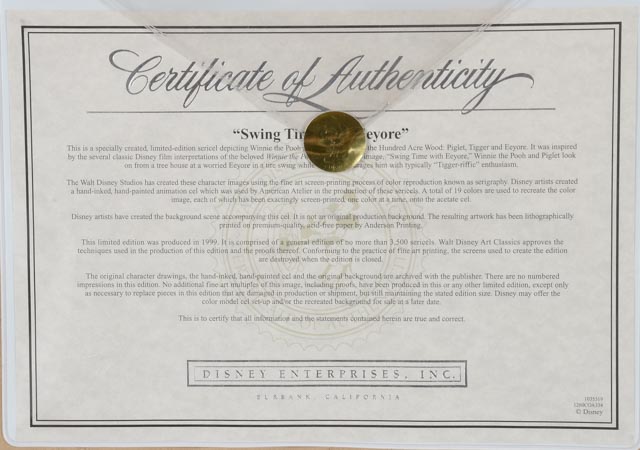 Certificate of Authenticity
“Swing Time eyore”
This is a specially created, limited-edition sericel depicting Winnie the Pooh the Hundred Acre Wood: Piglet, Tigger and Eeyore. It was inspired
by the several classic Disney film interpretations of the beloved Winnie the Po image, “Swing Time with Eeyore,” Winnie the Pooh and Piglet look
on from a tree house at a worried Eeyore in a tire swing while ages him with typically “Tigger-riffic” enthusiasm.
The Walt Disney Studios has created these character images using the fine art screen-printing process of color reproduction known as serigraphy. Disney artists created
a hand-inked, hand-painted animation cel which was used by American Atelier in the production of these sericels. A total of 19 colors are used to recreate the color
image, each of which has been exactingly screen-printed, one color at a time, onto the acetate cel.
Disney artists have created the background scene accompanying this cel. It is not an original production background. The resulting artwork has been lithographically
printed on premium-quality, acid-free paper by Anderson Printing.
This limited edition was produced in 1999. It is comprised of a general edition of no more than 3,500 sericels. Walt Disney Art Classics approves the
techniques used in the production of this edition and the proofs thereof. Conforming to the practice of fine art printing, the screens used to create the edition
are destroyed when the edition is closed.
The original character drawings, the hand-inked, hand-painted cel and the original background are archived with the publisher. There are no numbered
impressions in this edition. No additional fine-art multiples of this image, including proofs, have been produced in this or any other limited edition, except only
as necessary to replace pieces in this edition that are damaged in production or shipment, but still maintaining the stated edition size. Disney may offer the
color model cel set-up and/or the recreated background for sale at a later date.
This is to certify that all information and the statements contained herein are true and correct.
DISNEY ENTERPRISES, INC.
BURBANK, CALIFORNIA
© Disney